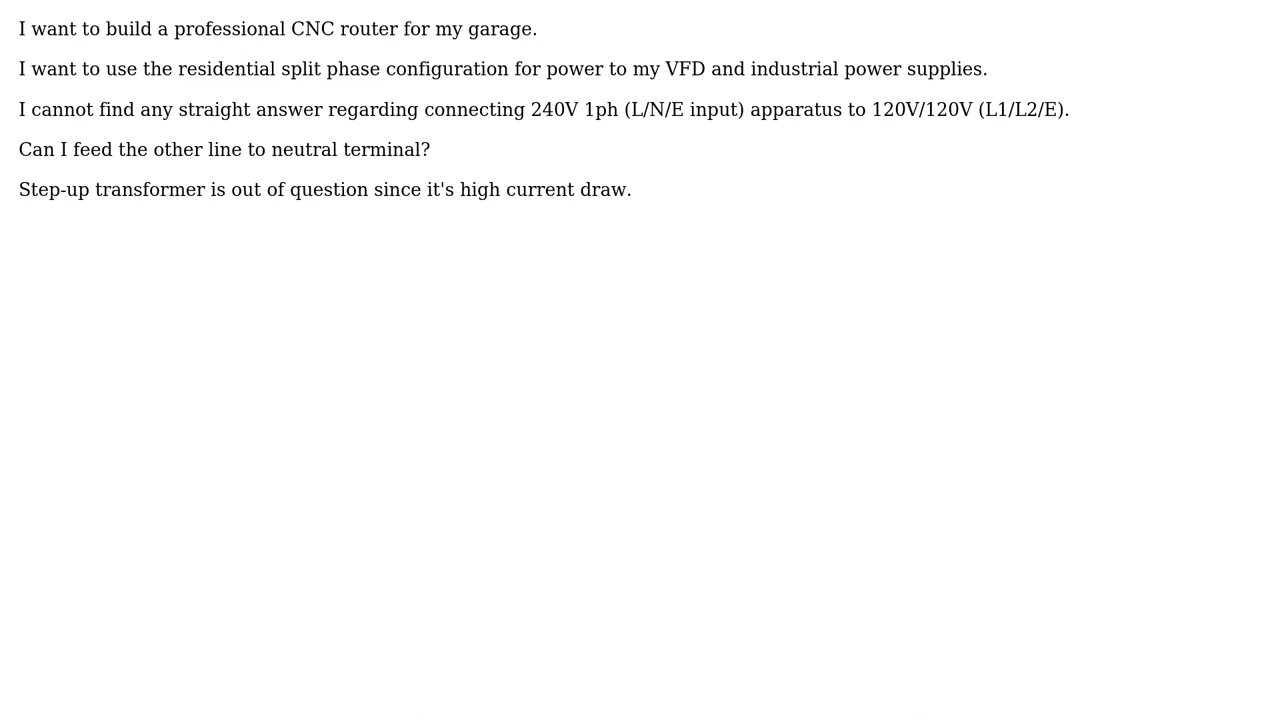 I want to build a professional CNC router for my garage.
I want to use the residential split phase configuration for power to my VFD and industrial power supplies.
I cannot find any straight answer regarding connecting 240V 1ph (L/N/E input) apparatus to 120V/120V (L1/L2/E).
Can I feed the other line to neutral terminal?
Step-up transformer is out of question since it's high current draw.